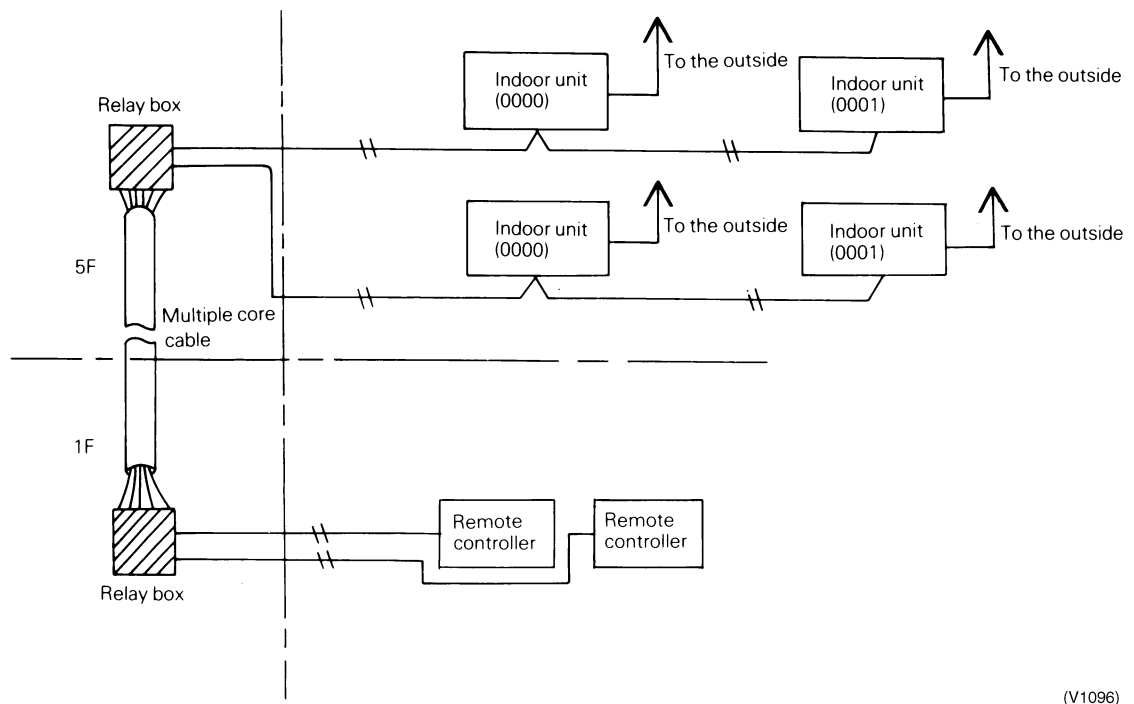 To the outside
Indoor unit
(0000)
To the outside
Indoor unit
(0001)
Relay box
To the outside
Indoor unit
(0000)
To the outside
Indoor unit
(0001)
5F
Multiple core
cable
1F
Remote
controller
Remote
controller
Relay box
(V1096)